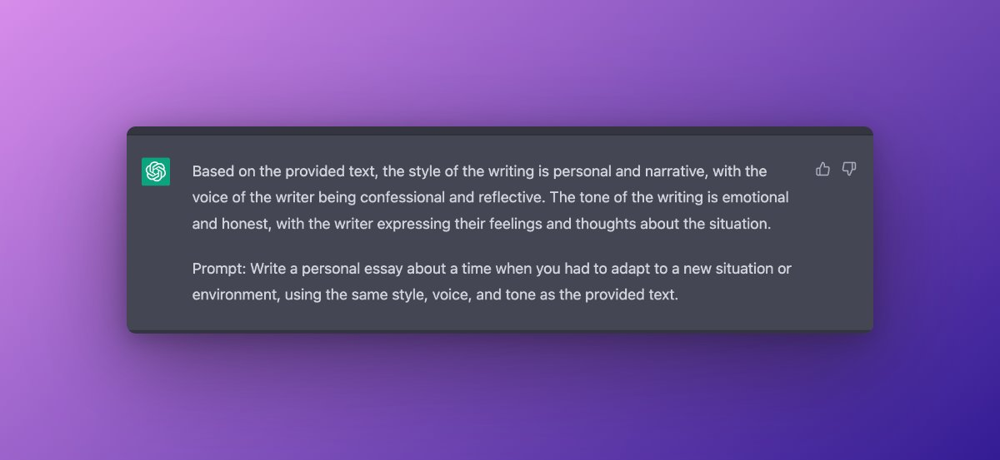 Based on the provided text, the style of the writing is personal and narrative, with the
voice of the writer being confessional and reflective. The tone of the writing is emotional
and honest, with the writer expressing their feelings and thoughts about the situation.
Prompt: Write a personal essay about a time when you had to adapt to a new situation or
environment, using the same style, voice, and tone as the provided text.